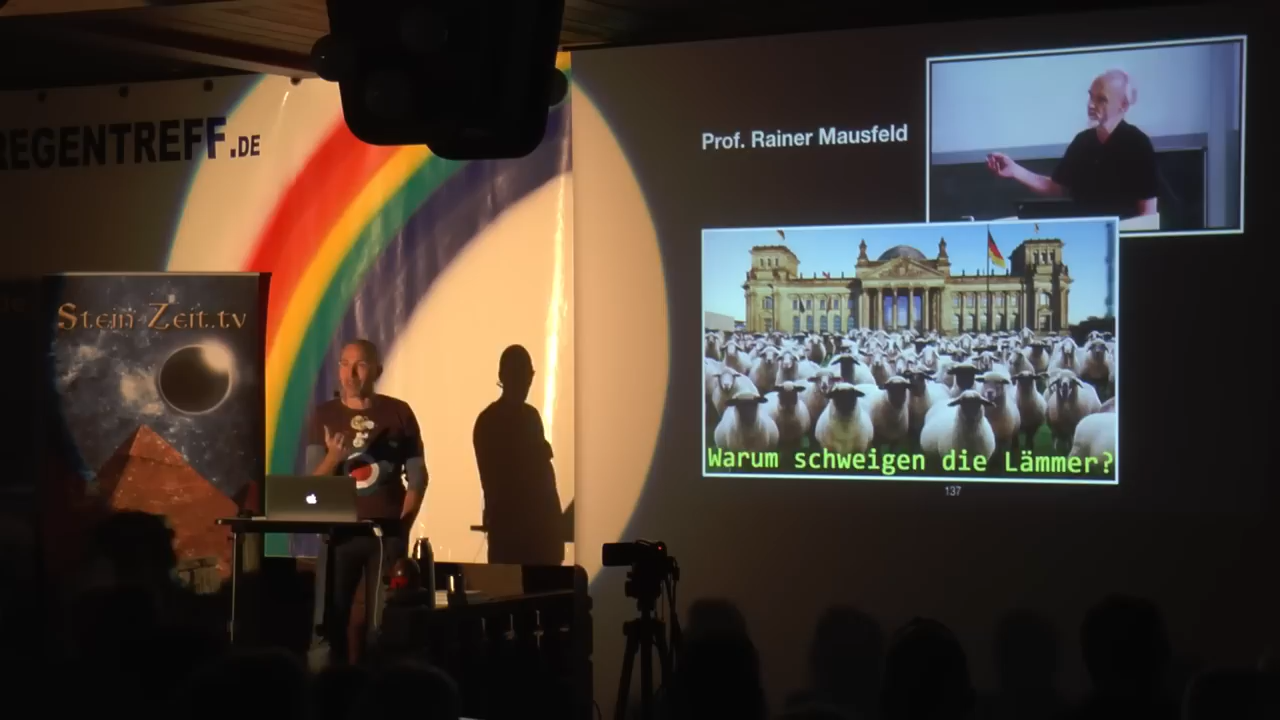 REGENTREFF.DE
Stein-Zeit.tv
Prof. Rainer Mausfeld
Warum schweigen die Lämmer?
137